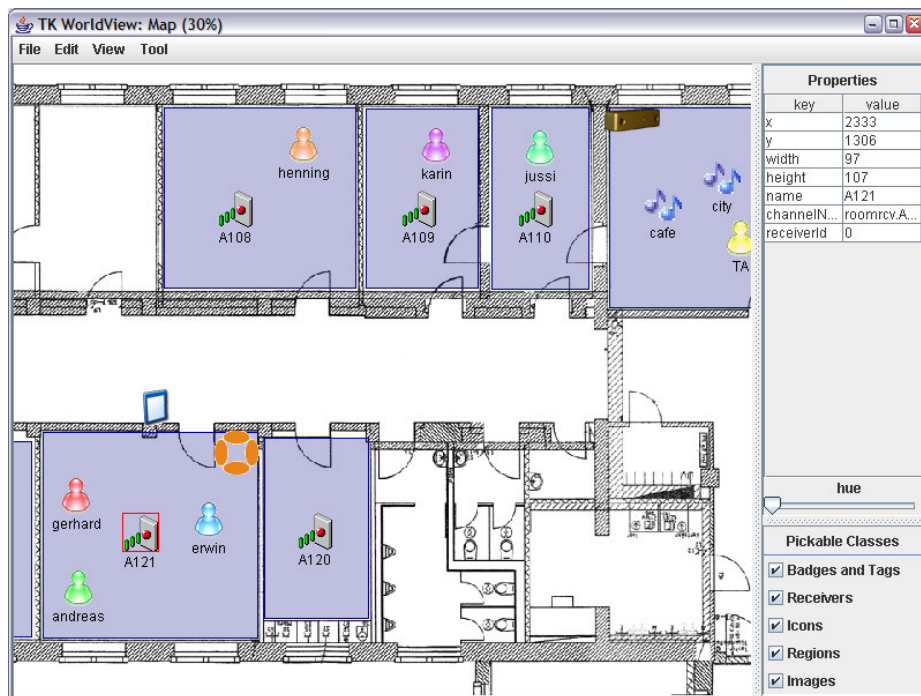 TK WorldView: Map (30%)
File Edit View Tool
henning
karin
jussi
A108
A109
A110
cafe
city
TA
gerhard
erwin
A121
A120
andreas
Properties
key value
x 2333
y 1306
width 97
height 107
name A121
channelN... roomrcv.A...
receiverId 0
hue
Pickable Classes
Badges and Tags
Receivers
Icons
Regions
Images